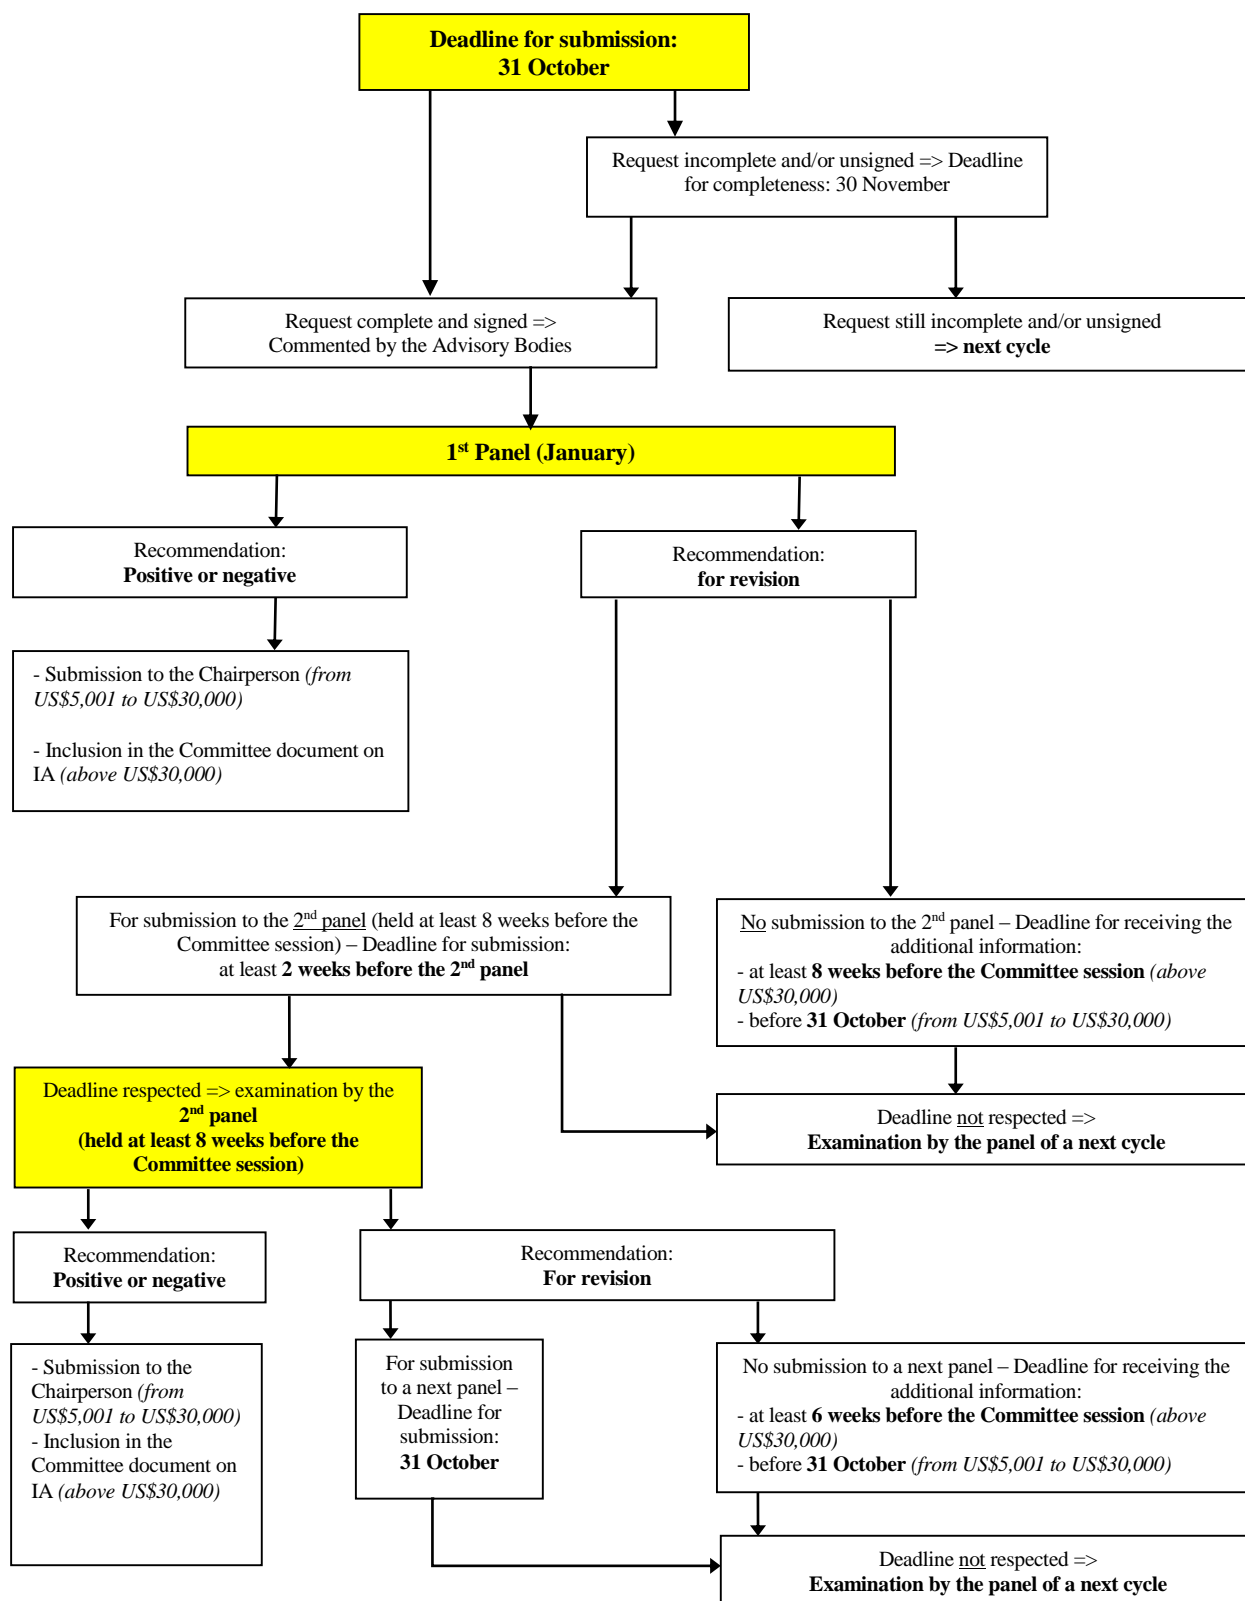 Deadline for submission:
31 October
Request incomplete and/or unsigned => Deadline
for completeness: 30 November
Request complete and signed =>
Commented by the Advisory Bodies
Request still incomplete and/or unsigned
=> next cycle
1st Panel (January)
Recommendation:
Positive or negative
Recommendation:
for revision
- Submission to the Chairperson (from
US$5,001 to US$30,000)
- Inclusion in the Committee document on
IA (above US$30,000)
For submission to the 2nd panel (held at least 8 weeks before the
Committee session) – Deadline for submission:
at least 2 weeks before the 2nd panel
No submission to the 2nd panel – Deadline for receiving the
additional information:
- at least 8 weeks before the Committee session (above
US$30,000)
- before 31 October (from US$5,001 to US$30,000)
Deadline respected => examination by the
2nd panel
(held at least 8 weeks before the
Committee session)
Deadline not respected =>
Examination by the panel of a next cycle
Recommendation:
Positive or negative
Recommendation:
For revision
- Submission to the
Chairperson (from
US$5,001 to US$30,000)
- Inclusion in the
Committee document on
IA (above US$30,000)
For submission
to a next panel –
Deadline for
submission:
31 October
No submission to a next panel – Deadline for receiving the
additional information:
- at least 6 weeks before the Committee session (above
US$30,000)
- before 31 October (from US$5,001 to US$30,000)
Deadline not respected =>
Examination by the panel of a next cycle